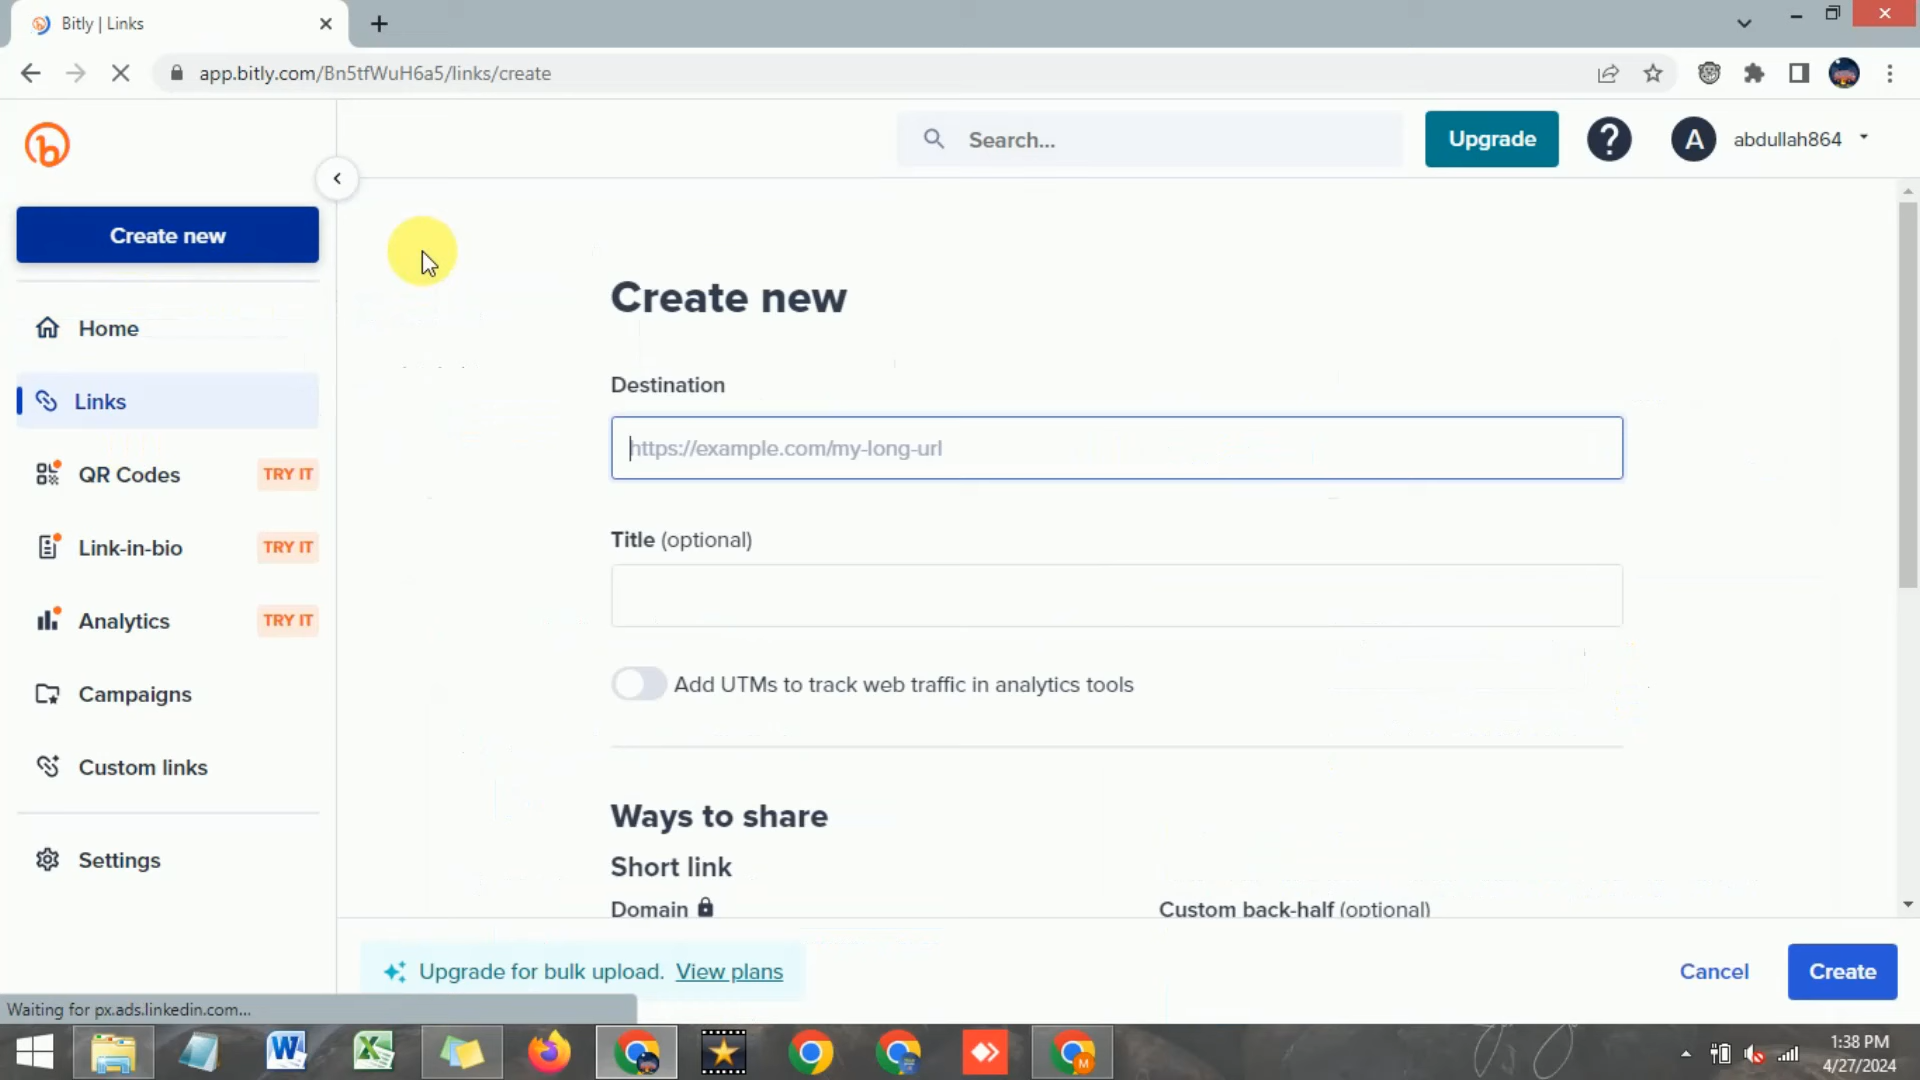 Bitly | Links
app.bitly.com/Bn5tfWuH6a5/links/create
Search...
Upgrade
?
A
abdullah864
Create new
Home
Links
QR Codes TRY IT
Link-in-bio TRY IT
Analytics TRY IT
Campaigns
Custom links
Settings
Create new
Destination
https://example.com/my-long-url
Title (optional)
Add UTMs to track web traffic in analytics tools
Ways to share
Short link
Domain
Custom back-half (optional)
Upgrade for bulk upload. View plans
Cancel
Create
Waiting for px.ads.linkedin.com...
1:38 PM
4/27/2024